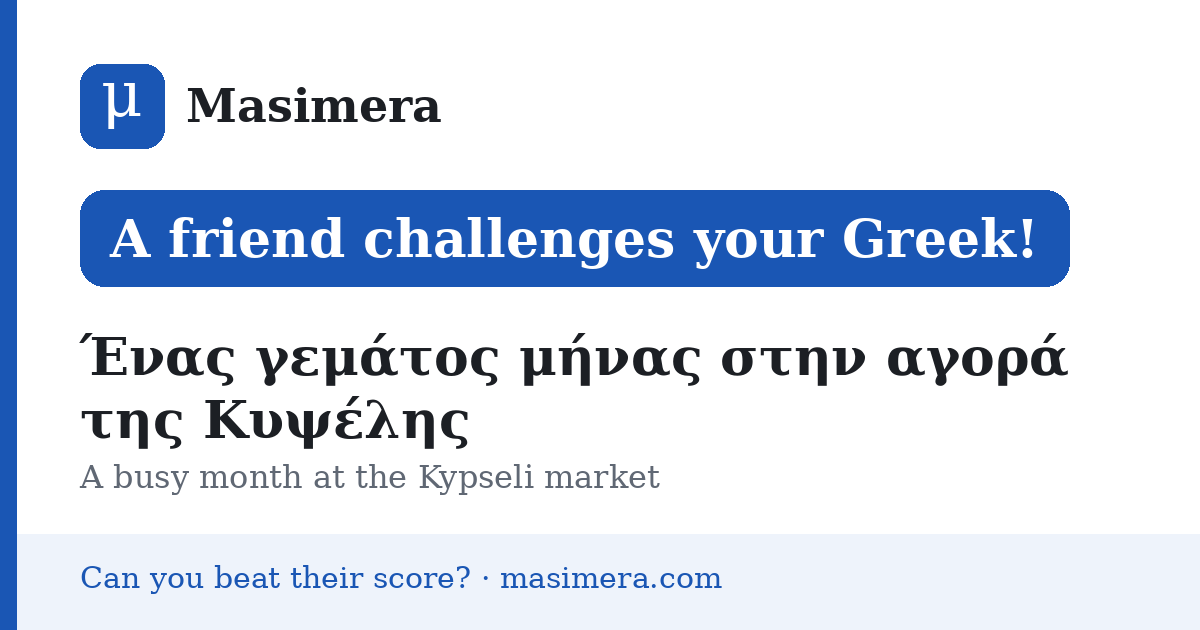 μ
Masimera
A friend challenges your Greek!
Ένας γεμάτος μήνας στην αγορά
της Κυψέλης
A busy month at the Kypseli market
Can you beat their score? · masimera.com